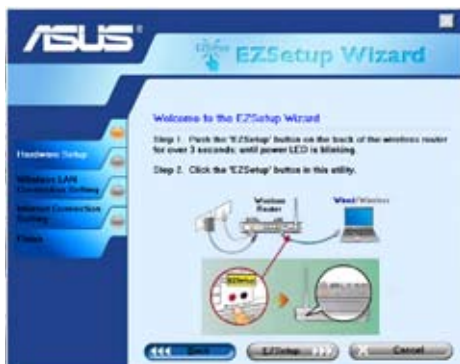 ASUS
EZSetup Wizard
Welcome to the EZSetup Wizard
Step 1. Push the 'EZSetup' button on the back of the wireless router
for over 3 seconds; until power LED is blinking.
Step 2. Click the 'EZSetup' button in this utility.
Hardware Setup
Wireless LAN
Connection Setting
Internet Connection
Setting
Finish
Wireless
Router
Wired/Wireless
EZSetup
Back
EZSetup
Cancel